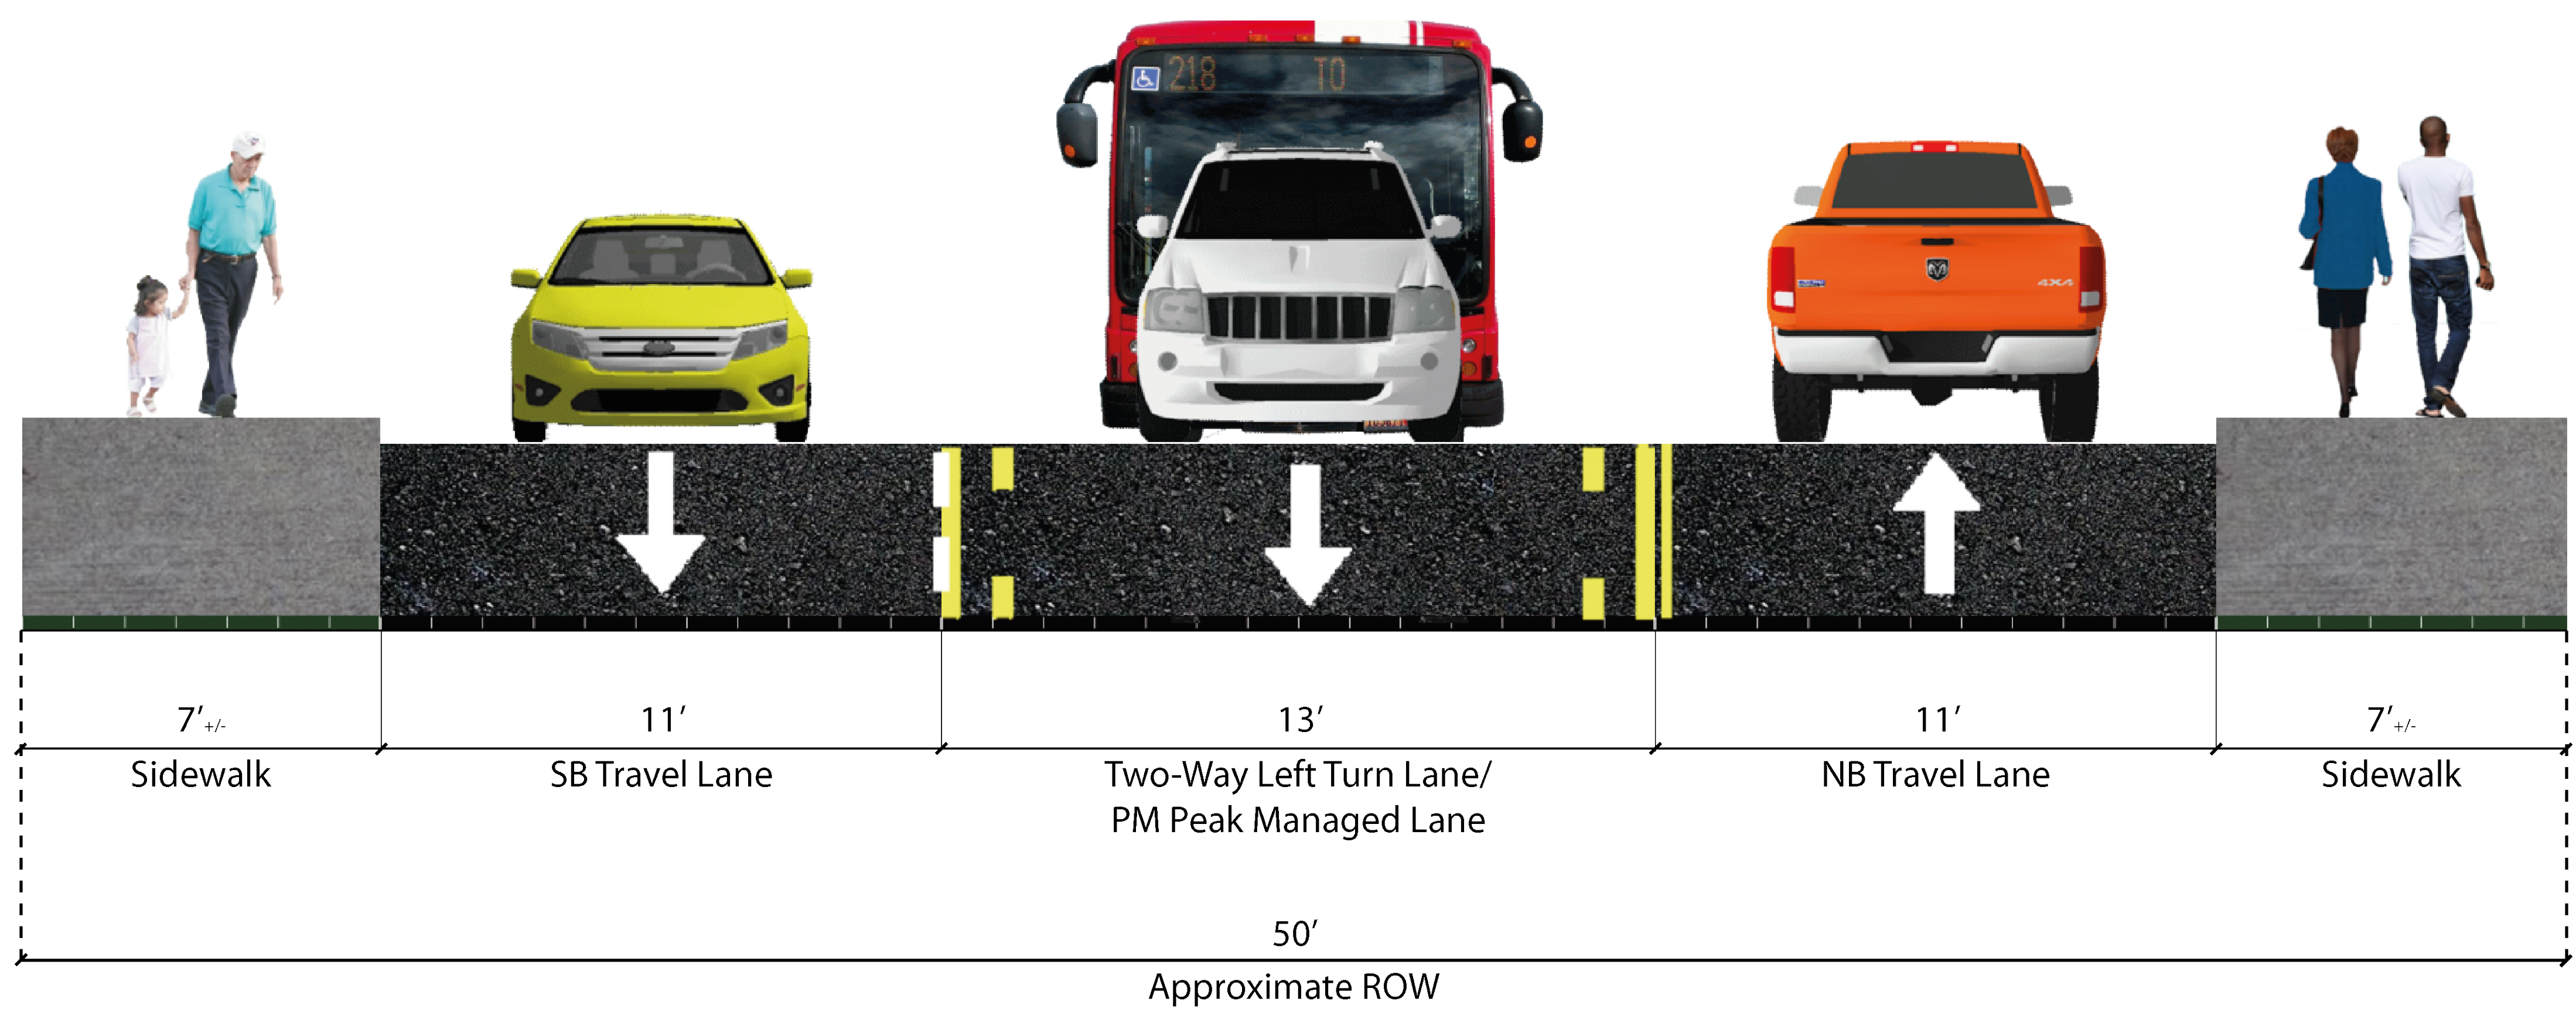 218 TO
4X4
7'+/-
11'
13'
11'
7'+/-
Sidewalk
SB Travel Lane
Two-Way Left Turn Lane/
PM Peak Managed Lane
NB Travel Lane
Sidewalk
50'
Approximate ROW